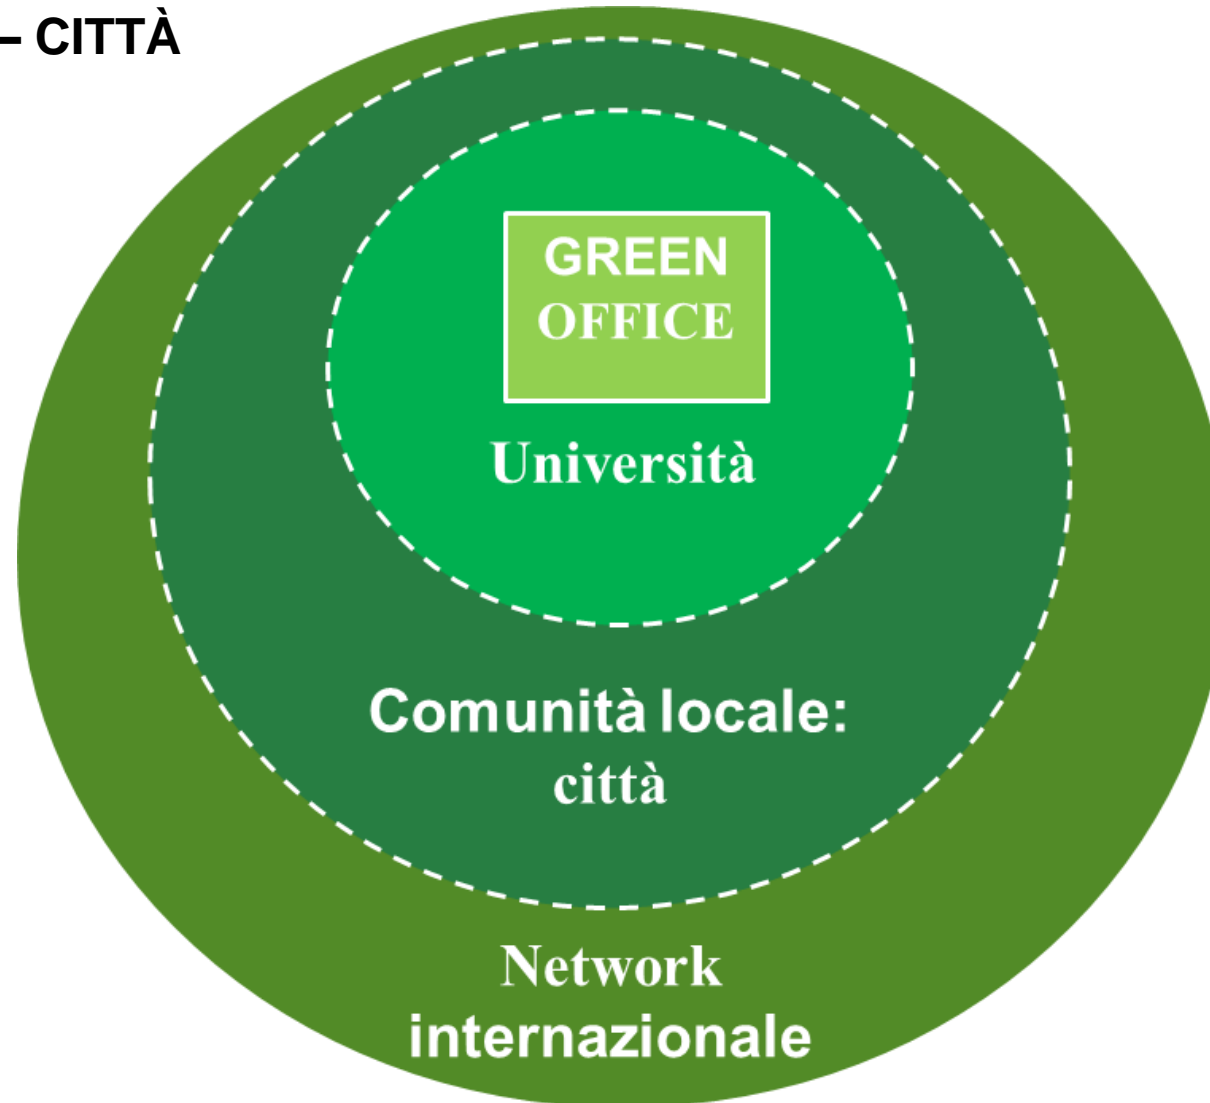 – CITTÀ
GREEN
OFFICE
Università
Comunità locale:
città
Network
internazionale